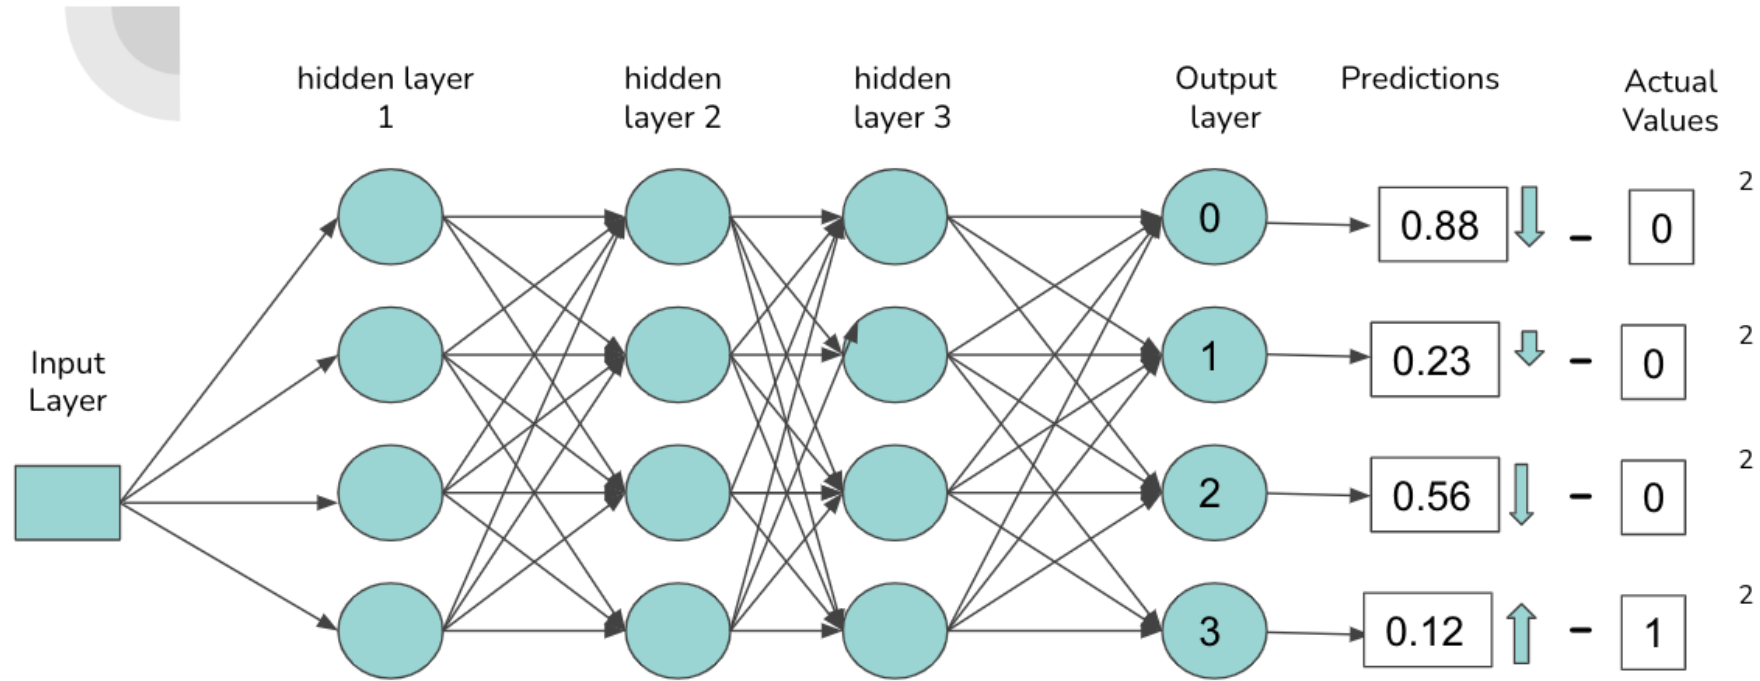 hidden layer
1
hidden
layer 2
hidden
layer 3
Output
layer
Predictions
Actual
Values
Input
Layer
0
0.88
-
0
2
1
0.23
-
0
2
2
0.56
-
0
2
3
0.12
-
1
2